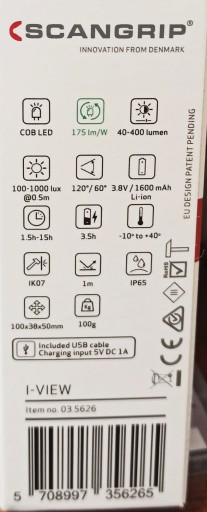 SCANGRIP®
INNOVATION FROM DENMARK
COB LED
175 lm/W
40-400 lumen
100-1000 lux
@0.5m
120°/ 60°
3.8V / 1600 mAh
Li-ion
1.5h-15h
3.5h
-10° to +40°
IK07
1m
IP65
100x38x50mm
Kg
100g
EU DESIGN PATENT PENDING
RoHS
CE
Included USB cable
Charging input 5V DC 1A
I-VIEW
Item no. 03.5626
5 708997 356265